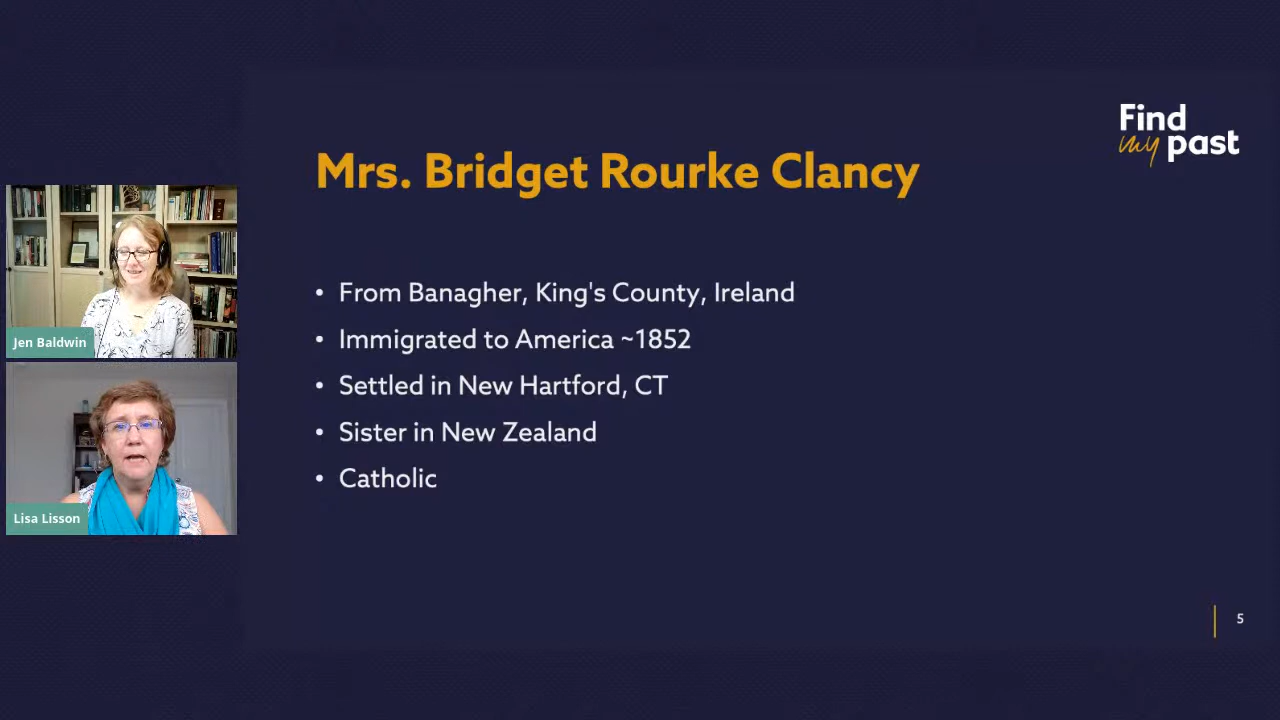 Find
my past
Mrs. Bridget Rourke Clancy
• From Banagher, King's County, Ireland
• Immigrated to America ~1852
• Settled in New Hartford, CT
• Sister in New Zealand
• Catholic
Jen Baldwin
Lisa Lisson
5